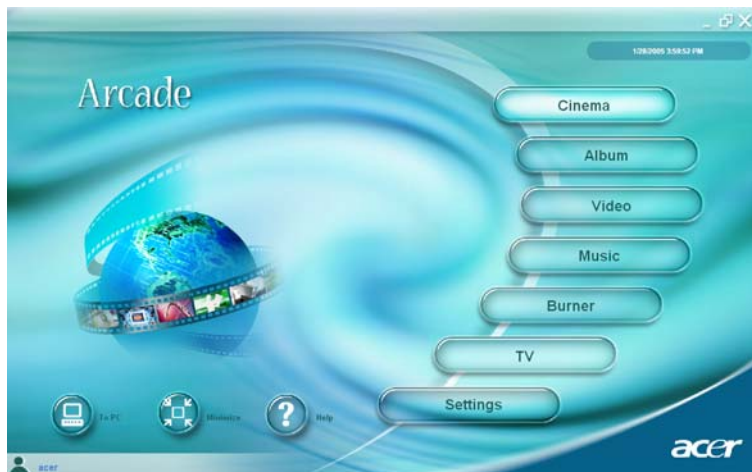 1/28/2005 3:58:52 PM
Arcade
Cinema
Album
Video
Music
Burner
TV
Settings
To PC
Minimize
Help
acer
acer